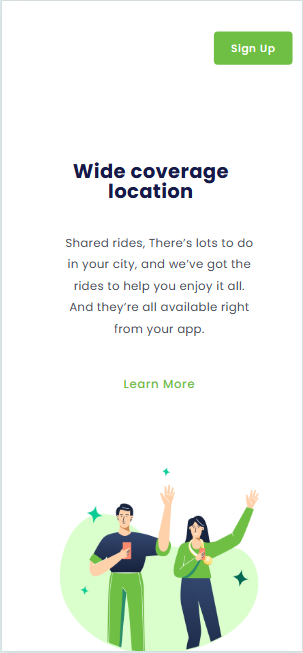 Sign Up
Wide coverage
location
Shared rides, There's lots to do
in your city, and we've got the
rides to help you enjoy it all.
And they're all available right
from your app.
Learn More